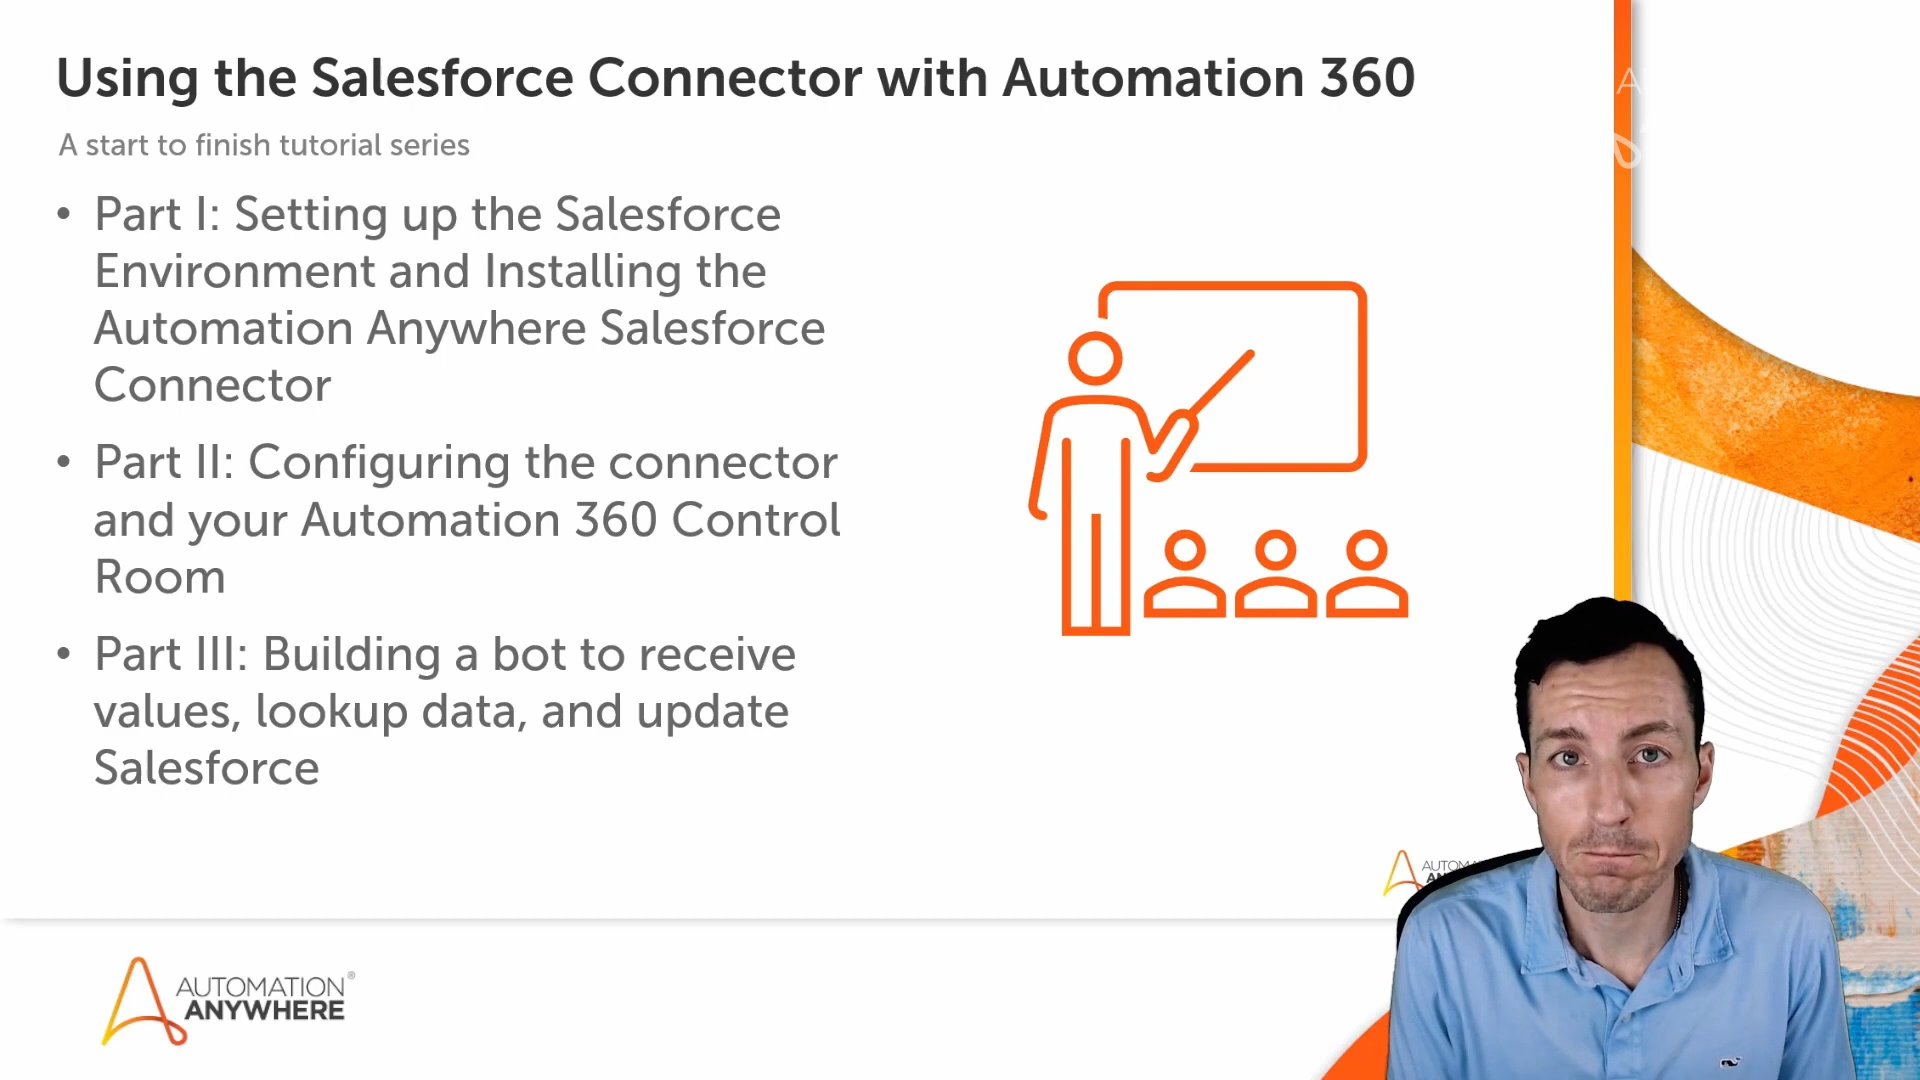 Using the Salesforce Connector with Automation 360
A start to finish tutorial series
• Part I: Setting up the Salesforce
Environment and Installing the
Automation Anywhere Salesforce
Connector
• Part II: Configuring the connector
and your Automation 360 Control
Room
• Part III: Building a bot to receive
values, lookup data, and update
Salesforce
AUTOMATION®
ANYWHERE